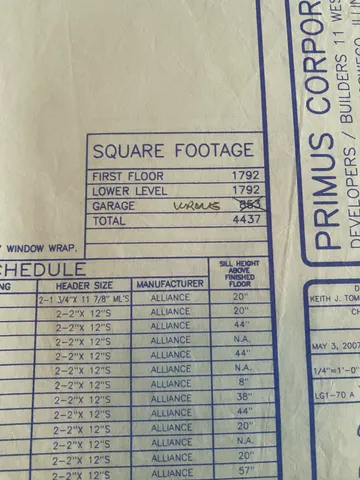 SQUARE FOOTAGE
FIRST FLOOR 1792
LOWER LEVEL 1792
GARAGE 853
TOTAL 4437
WINDOW WRAP.
CHEDULE
NG HEADER SIZE MANUFACTURER SILL HEIGHT ABOVE FINISHED FLOOR
2-1 3/4"X 11 7/8" ML'S ALLIANCE 20"
2-2"X 12"S ALLIANCE 20"
2-2"X 12"S ALLIANCE 44"
2-2"X 12"S ALLIANCE N.A.
2-2"X 12"S ALLIANCE 44"
2-2"X 12"S ALLIANCE N.A.
2-2"X 12"S ALLIANCE 8"
2-2"X 12"S ALLIANCE 38"
2-2"X 12"S ALLIANCE 44"
2-2"X 12"S ALLIANCE 20"
2-2"X 12"S ALLIANCE N.A.
2-2"X 12"S ALLIANCE 20"
2-2"X 12"S ALLIANCE 57"
PRIMUS CORPOR
DEVELOPERS / BUILDERS 11 WES
OSWEGO, ILLIN
D
KEITH J. TOM
CH
MAY 3, 2007
1/4"=1'-0"
LG1-70 A